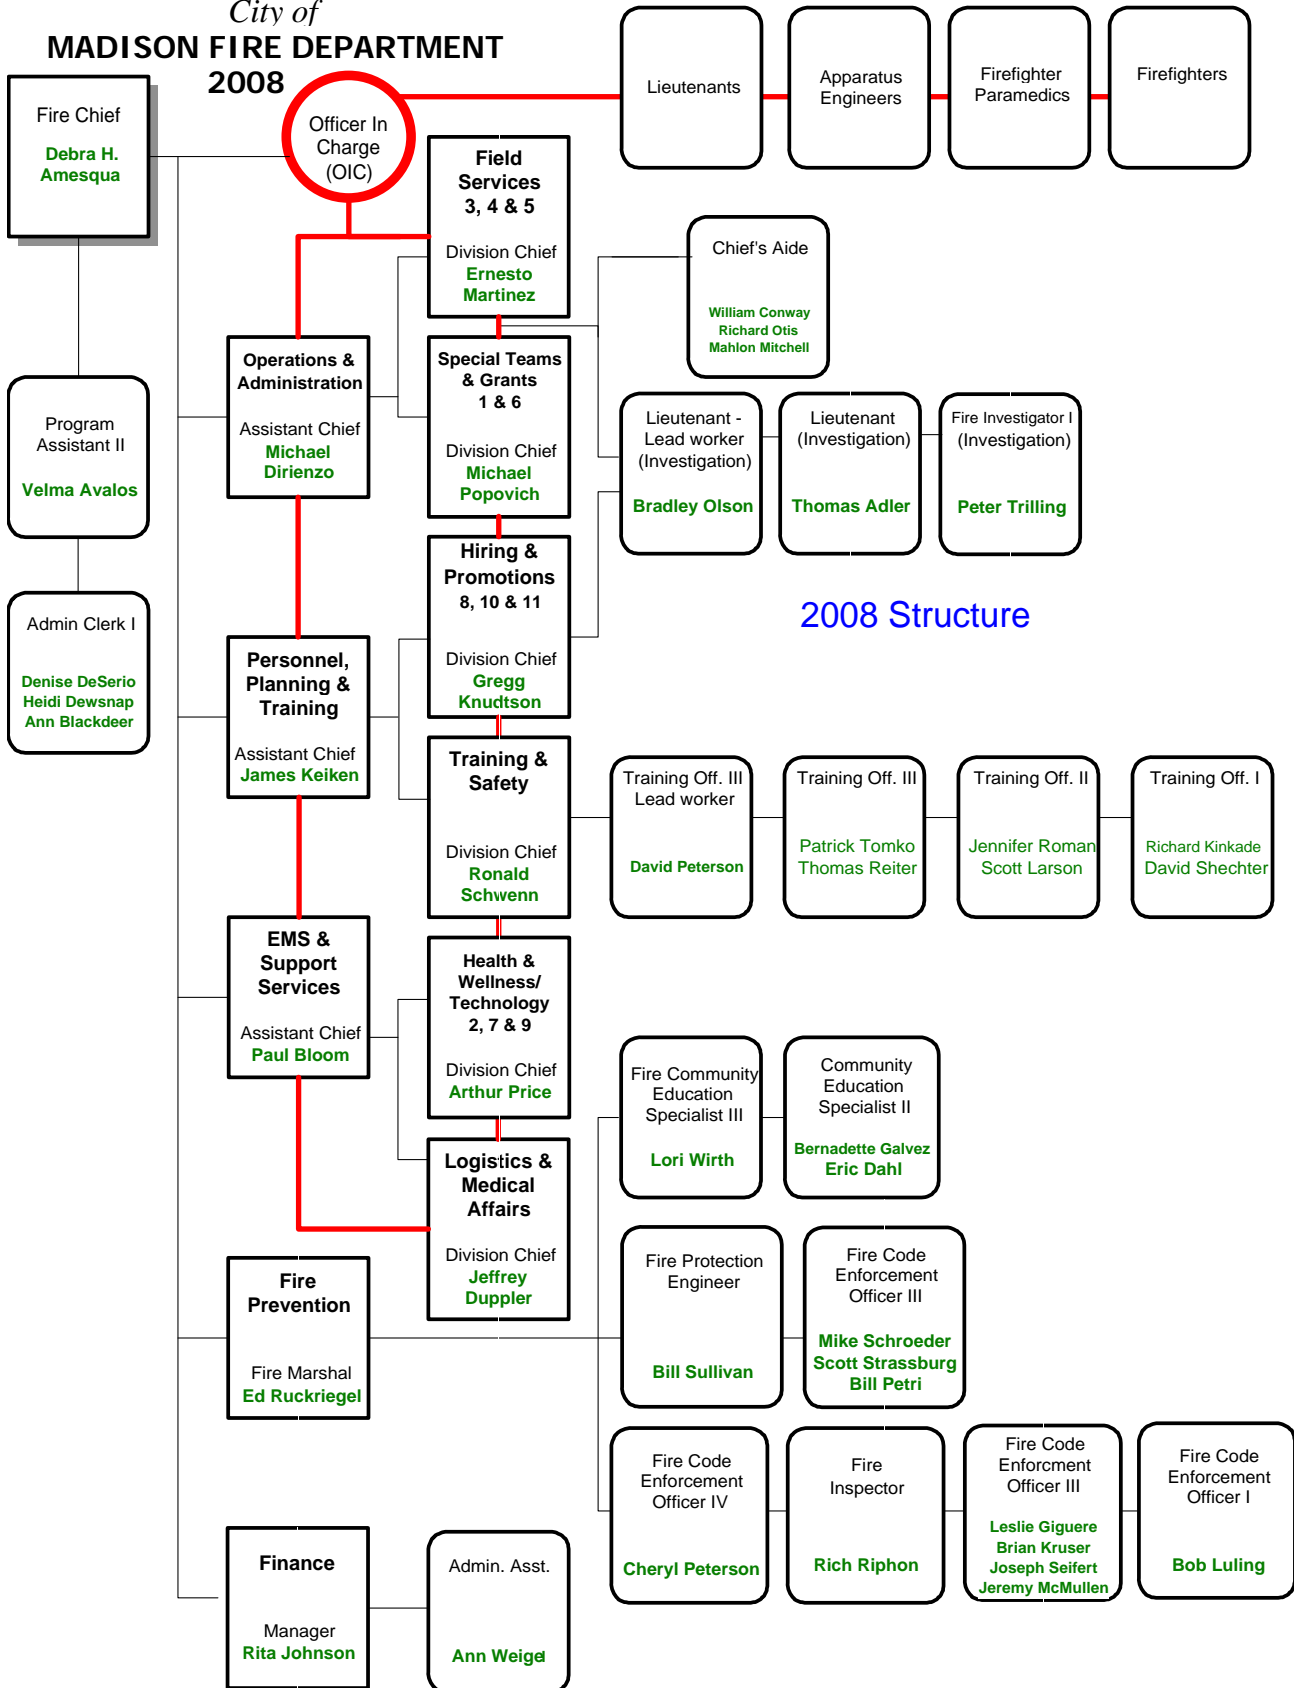 City of
MADISON FIRE DEPARTMENT
2008
Fire Chief
Debra H.
Amesqua
Officer In
Charge
(OIC)
Lieutenants
Apparatus
Engineers
Firefighter
Paramedics
Firefighters
Field
Services
3, 4 & 5
Division Chief
Ernesto
Martinez
Chief's Aide
William Conway
Richard Otis
Mahlon Mitchell
Program
Assistant II
Velma Avalos
Operations &
Administration
Assistant Chief
Michael
Dirienzo
Special Teams
& Grants
1 & 6
Division Chief
Michael
Popovich
Lieutenant -
Lead worker
(Investigation)
Bradley Olson
Lieutenant
(Investigation)
Thomas Adler
Fire Investigator I
(Investigation)
Peter Trilling
Hiring &
Promotions
8, 10 & 11
Division Chief
Gregg
Knudtson
2008 Structure
Admin Clerk I
Denise DeSerio
Heidi Dewsnap
Ann Blackdeer
Personnel,
Planning &
Training
Assistant Chief
James Keiken
Training &
Safety
Division Chief
Ronald
Schwenn
Training Off. III
Lead worker
David Peterson
Training Off. III
Patrick Tomko
Thomas Reiter
Training Off. II
Jennifer Roman
Scott Larson
Training Off. I
Richard Kinkade
David Shechter
EMS &
Support
Services
Assistant Chief
Paul Bloom
Health &
Wellness/
Technology
2, 7 & 9
Division Chief
Arthur Price
Fire Community
Education
Specialist III
Lori Wirth
Community
Education
Specialist II
Bernadette Galvez
Eric Dahl
Logistics &
Medical
Affairs
Division Chief
Jeffrey
Duppler
Fire
Prevention
Fire Marshal
Ed Ruckriegel
Fire Protection
Engineer
Bill Sullivan
Fire Code
Enforcement
Officer III
Mike Schroeder
Scott Strassburg
Bill Petri
Fire Code
Enforcement
Officer IV
Cheryl Peterson
Fire
Inspector
Rich Riphon
Fire Code
Enforcment
Officer III
Leslie Giguere
Brian Kruser
Joseph Seifert
Jeremy McMullen
Fire Code
Enforcement
Officer I
Bob Luling
Finance
Manager
Rita Johnson
Admin. Asst.
Ann Weigel